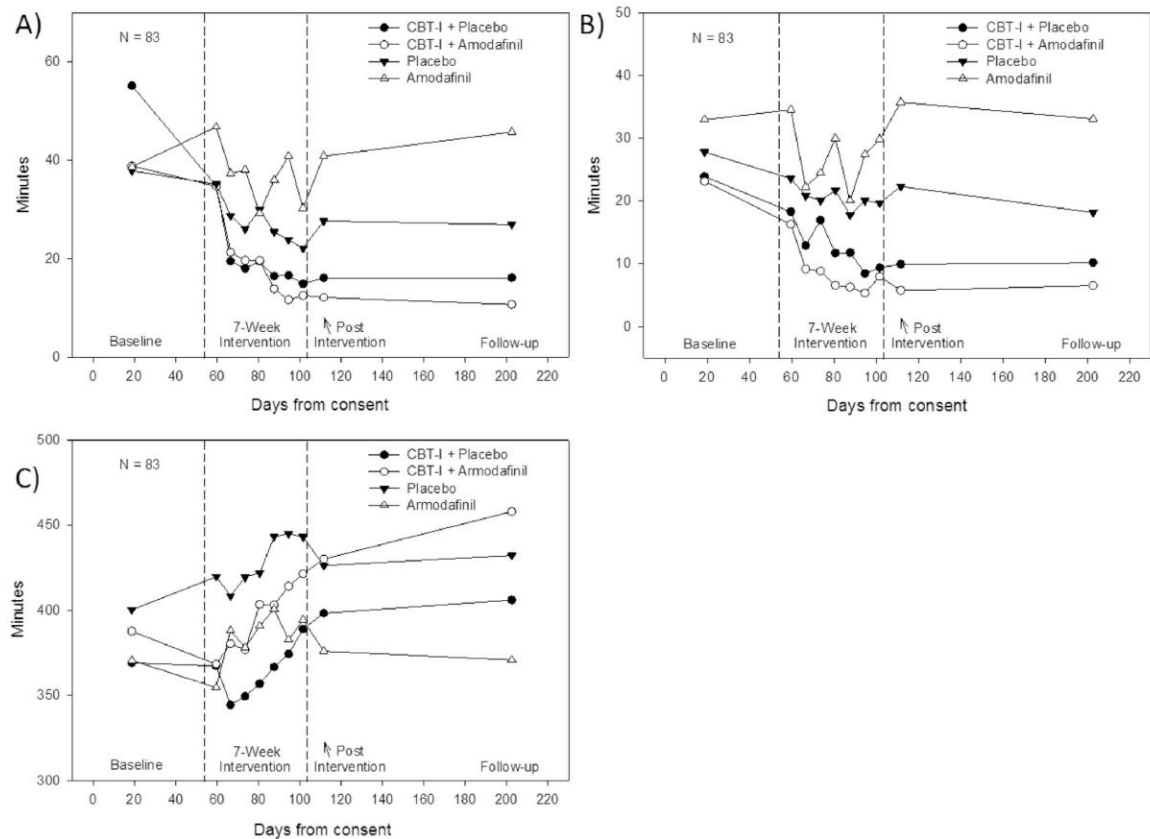 A)
N = 83
CBT-I + Placebo
CBT-I + Amodafinil
Placebo
Amodafinil
Minutes
60
40
20
0
Baseline
7-Week
Intervention
Post
Intervention
Follow-up
0 20 40 60 80 100 120 140 160 180 200 220
Days from consent
B)
N = 83
CBT-I + Placebo
CBT-I + Amodafinil
Placebo
Amodafinil
Minutes
50
40
30
20
10
0
Baseline
7-Week
Intervention
Post
Intervention
Follow-up
0 20 40 60 80 100 120 140 160 180 200 220
Days from consent
C)
N = 83
CBT-I + Placebo
CBT-I + Armodafinil
Placebo
Armodafinil
Minutes
500
450
400
350
300
Baseline
7-Week
Intervention
Post
Intervention
Follow-up
0 20 40 60 80 100 120 140 160 180 200 220
Days from consent